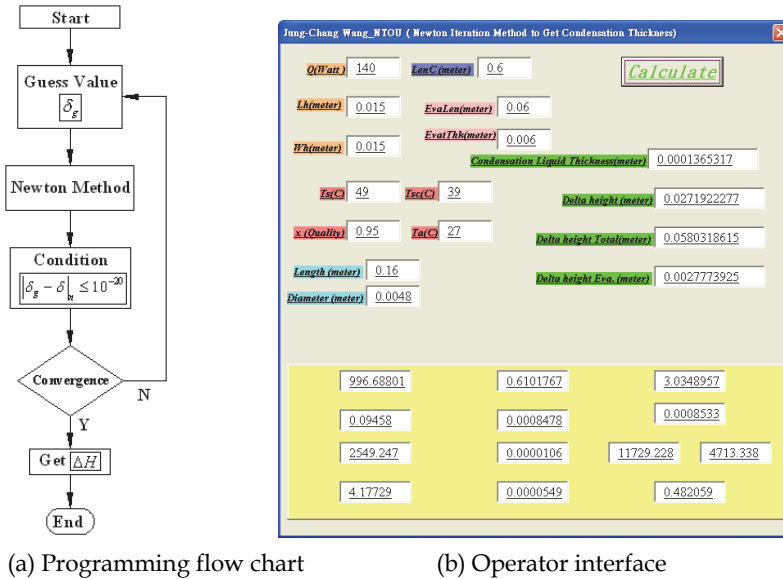 Start
Guess Value
δg
Newton Method
Condition
|δg − δ|n ≤ 10^-20
Convergence
N
Y
Get ΔH
End
(a) Programming flow chart
Jung-Chang Wang_NTOU ( Newton Iteration Method to Get Condensation Thickness)
Q(Watt ) 140 LenC (meter) 0.6
Calculate
Lh(meter) 0.015 EvaLen(meter) 0.06
Wh(meter) 0.015 EvatThk(meter) 0.006
Condensation Liquid Thickness(meter) 0.0001365317
Ts(C) 49 Tsc(C) 39
Delta height (meter) 0.0271922277
x (Quality) 0.95 Ta(C) 27
Delta height Total(meter) 0.0580318615
Length (meter) 0.16
Delta height Eva. (meter) 0.0027773925
Diameter (meter) 0.0048
996.68801 0.6101767 3.0348957
0.09458 0.0008478 0.0008533
2549.247 0.0000106 11729.228 4713.338
4.17729 0.0000549 0.482059
(b) Operator interface